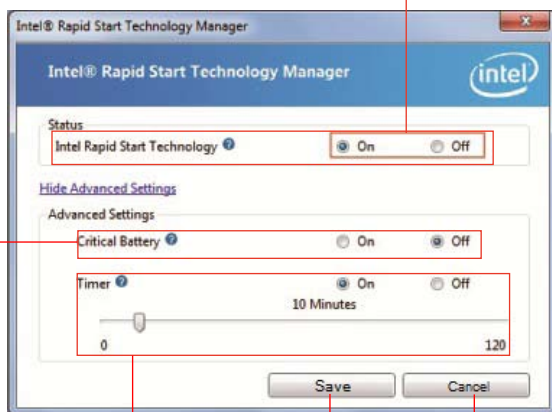 Intel® Rapid Start Technology Manager
Intel® Rapid Start Technology Manager
intel
Status
Intel Rapid Start Technology ? On Off
Hide Advanced Settings
Advanced Settings
Critical Battery ? On Off
Timer ? On Off
10 Minutes
0 120
Save Cancel